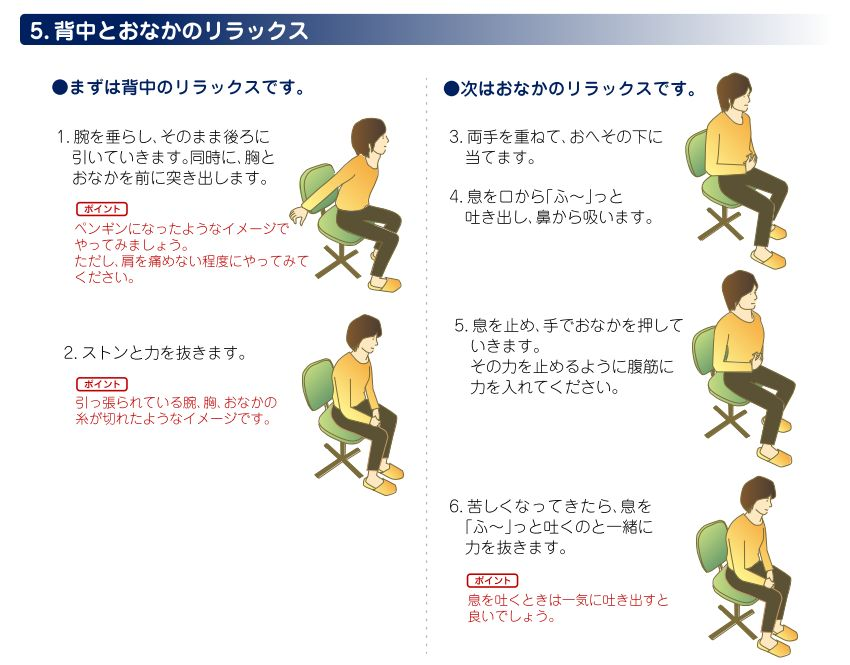 5. 背中とおなかのリラックス
●まずは背中のリラックスです。
1. 腕を垂らし、そのまま後ろに
引いていきます。同時に、胸と
おなかを前に突き出します。
ポイント
ペンギンになったようなイメージで
やってみましょう。
ただし、肩を痛めない程度にやってみて
ください。
2. ストンと力を抜きます。
ポイント
引っ張られている腕、胸、おなかの
糸が切れたようなイメージです。
●次はおなかのリラックスです。
3. 両手を重ねて、おへその下に
当てます。
4. 息を口から「ふ〜」っと
吐き出し、鼻から吸います。
5. 息を止め、手でおなかを押して
いきます。
その力を止めるように腹筋に
力を入れてください。
6. 苦しくなってきたら、息を
「ふ〜」っと吐くのと一緒に
力を抜きます。
ポイント
息を吐くときは一気に吐き出すと
良いでしょう。